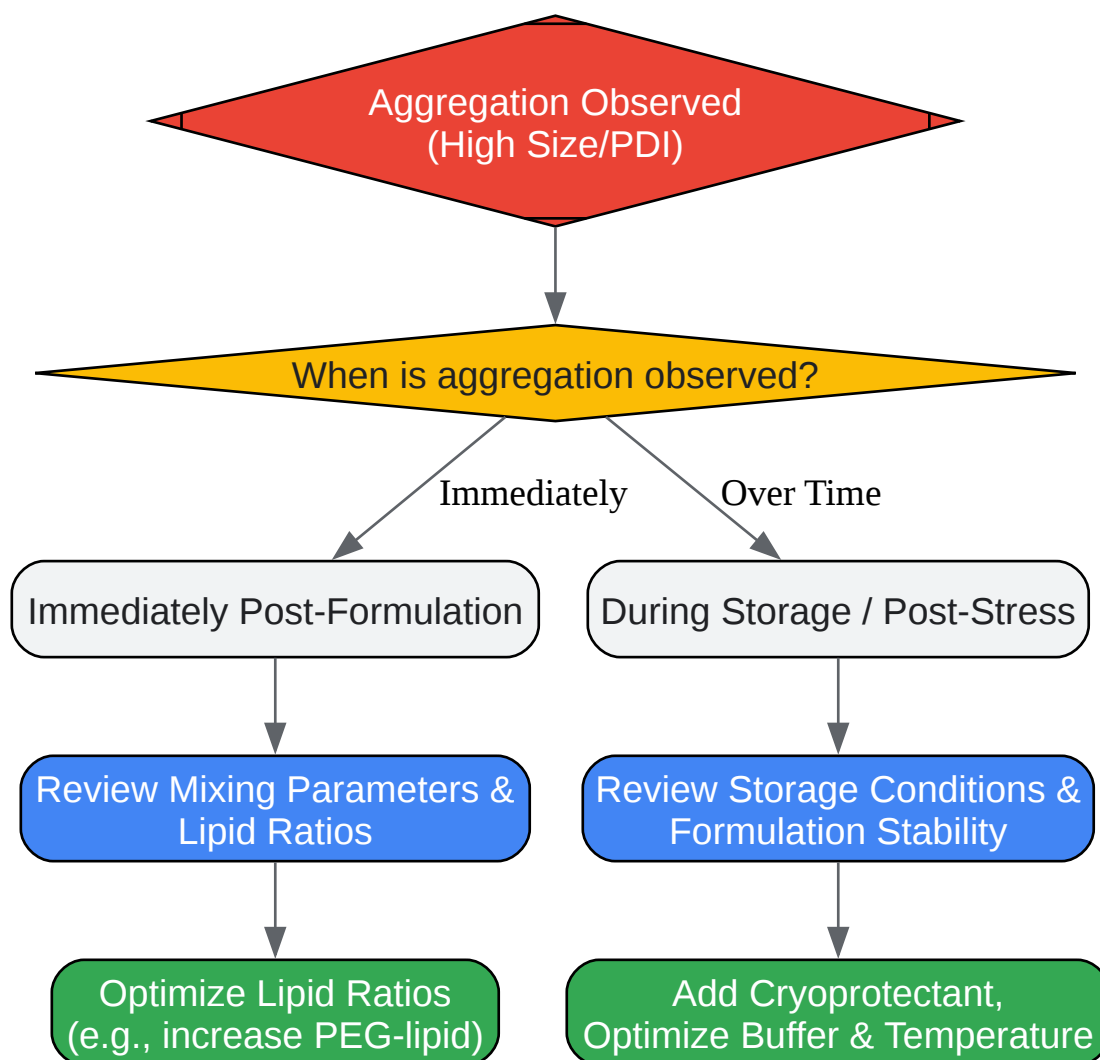 Aggregation Observed
(High Size/PDI)
When is aggregation observed?
Immediately
Over Time
Immediately Post-Formulation
During Storage / Post-Stress
Review Mixing Parameters &
Lipid Ratios
Review Storage Conditions &
Formulation Stability
Optimize Lipid Ratios
(e.g., increase PEG-lipid)
Add Cryoprotectant,
Optimize Buffer & Temperature